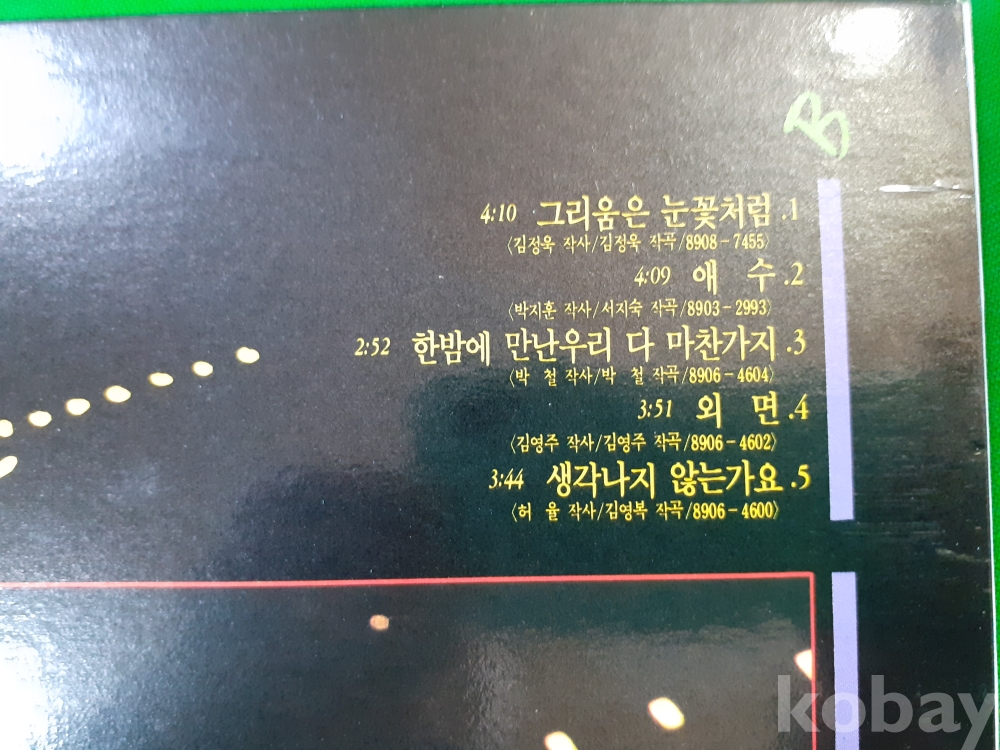 B
4:10 그리움은 눈꽃처럼 .1
〈김정욱 작사/김정욱 작곡/8908-7455〉
4:09 애 수 .2
〈박지훈 작사/서지숙 작곡/8903-2993〉
2:52 한밤에 만난우리 다 마찬가지 .3
〈박 철 작사/박 철 작곡/8906-4604〉
3:51 외 면 .4
〈김영주 작사/김영주 작곡/8906-4602〉
3:44 생각나지 않는가요 .5
〈허 율 작사/김영복 작곡/8906-4600〉
kobay